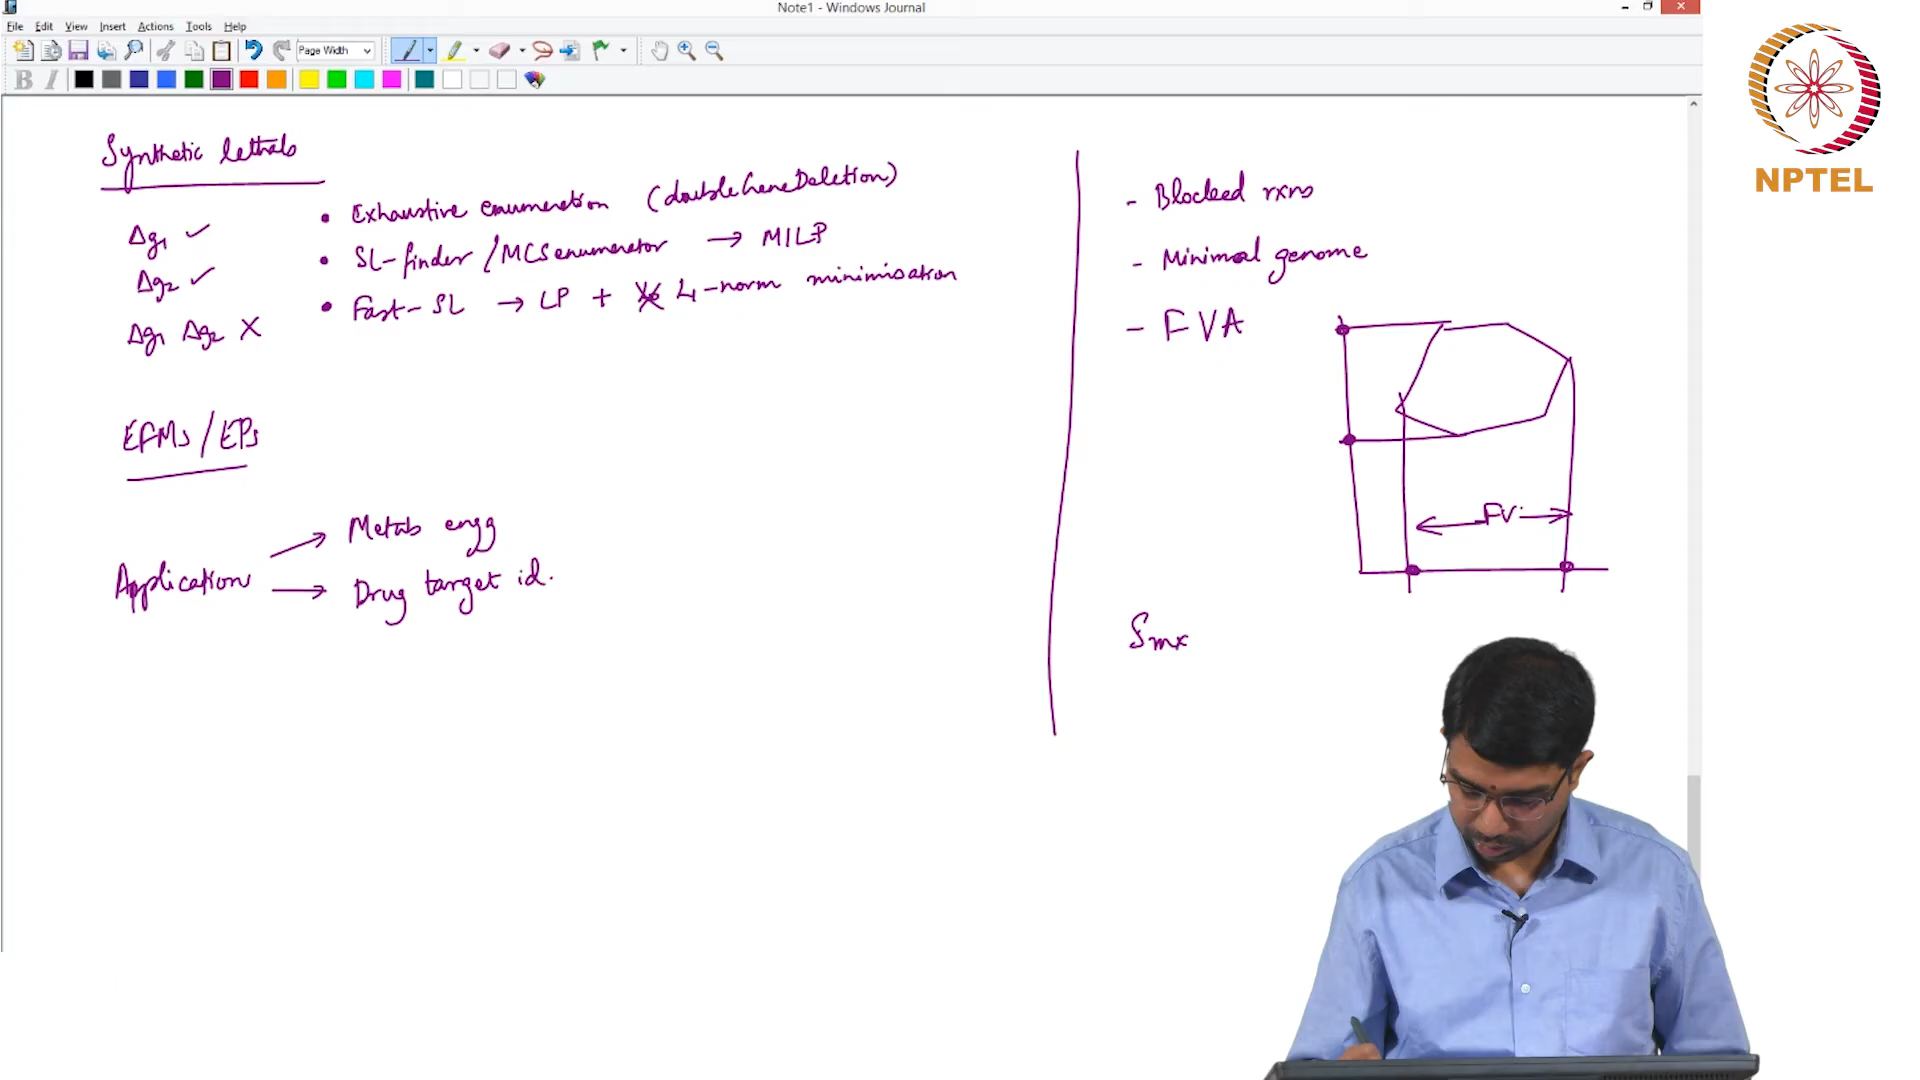 Note1 - Windows Journal
File Edit View Insert Actions Tools Help
Page Width
B I
NPTEL
Synthetic lethals
Δg1 ✓
Δg2 ✓
Δg1 Δg2 X
• Exhaustive enumeration (doubleGeneDeletion)
• SL-finder/MCSenumerator → MILP
• Fast-SL → LP + L1-norm minimisation
EFMs/EPs
Applications → Metab engg
→ Drug target id.
- Blocked rxns
- Minimal genome
- FVA
FVi
Smx